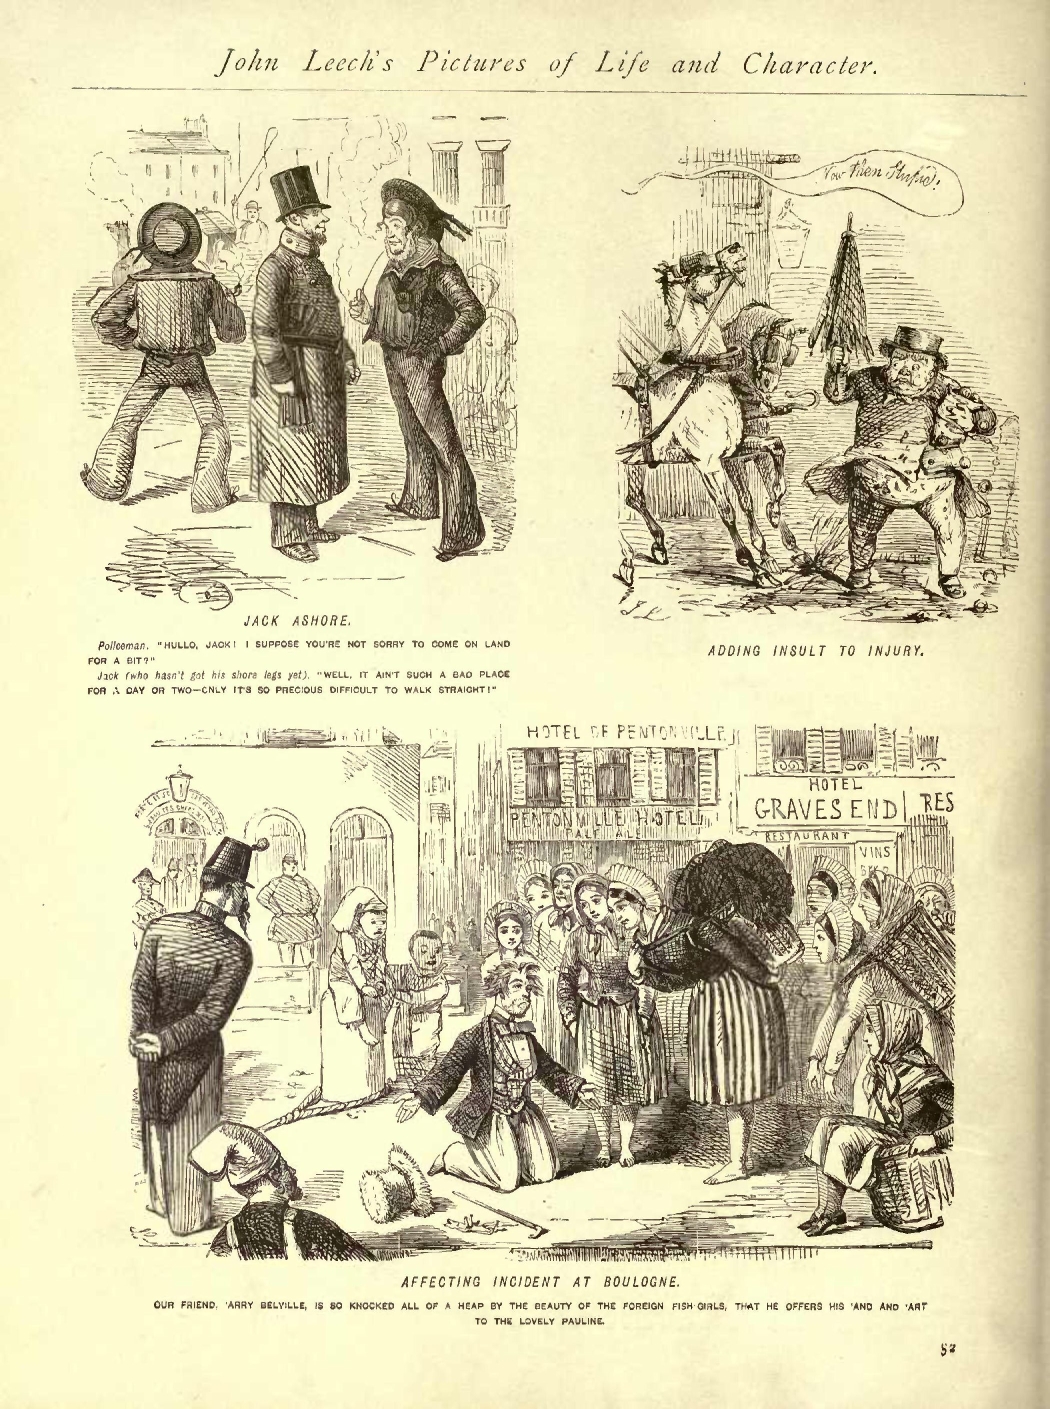 John Leech's Pictures of Life and Character.
Now then Stupid!
JACK ASHORE.
Policeman. "HULLO, JACK! I SUPPOSE YOU'RE NOT SORRY TO COME ON LAND
FOR A BIT?"
Jack (who hasn't got his shore legs yet). "WELL, IT AIN'T SUCH A BAD PLACE
FOR A DAY OR TWO—ONLY IT'S SO PRECIOUS DIFFICULT TO WALK STRAIGHT!"
ADDING INSULT TO INJURY.
HOTEL DE PENTONVILLE
PENTONVILLE HOTEL
PALE ALE
HOTEL
GRAVESEND
RES
RESTAURANT
VINS
AFFECTING INCIDENT AT BOULOGNE.
OUR FRIEND, 'ARRY BELVILLE, IS SO KNOCKED ALL OF A HEAP BY THE BEAUTY OF THE FOREIGN FISH-GIRLS, THAT HE OFFERS HIS 'AND AND 'ART
TO THE LOVELY PAULINE.